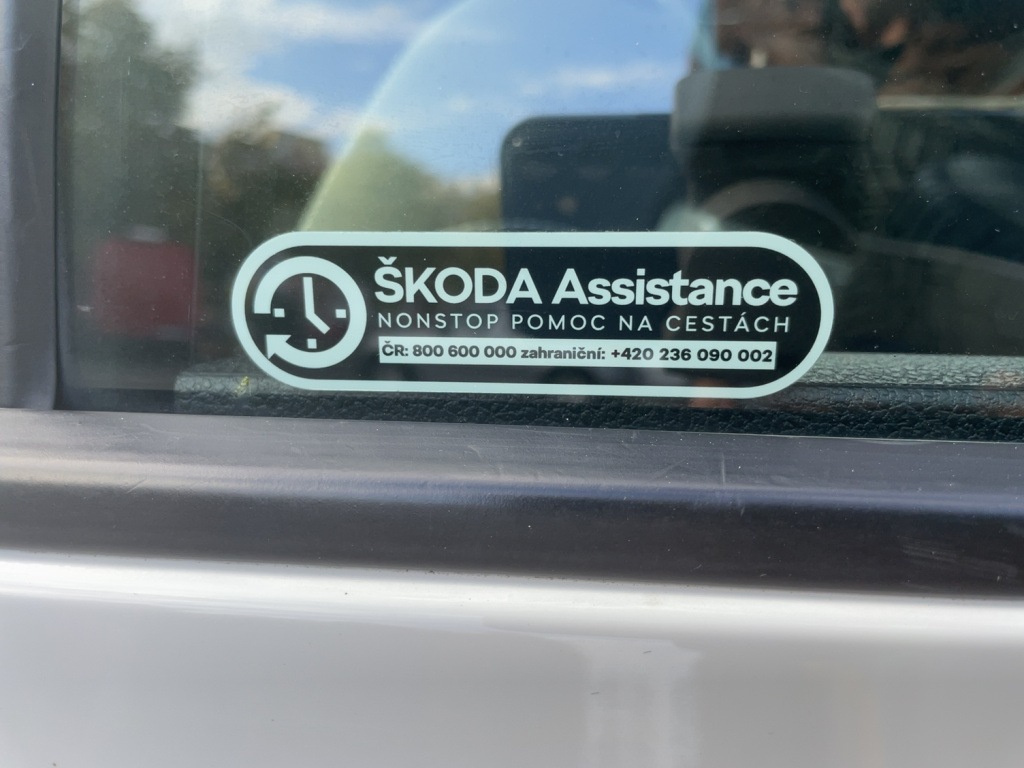 ŠKODA Assistance
NONSTOP POMOC NA CESTÁCH
ČR: 800 600 000 zahraniční: +420 236 090 002